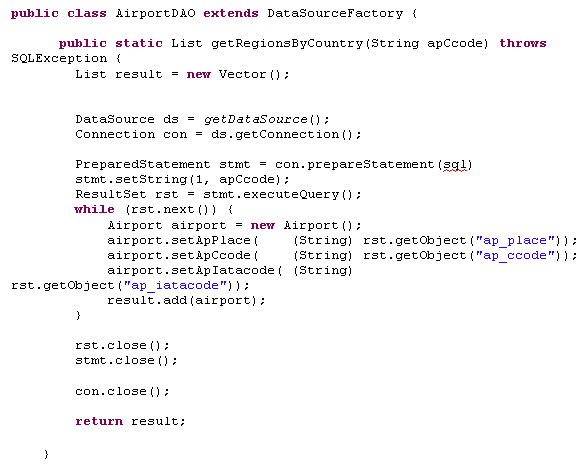 public class AirportDAO extends DataSourceFactory {
public static List getRegionsByCountry(String apCcode) throws
SQLException {
List result = new Vector();
DataSource ds = getDataSource();
Connection con = ds.getConnection();
PreparedStatement stmt = con.prepareStatement(sql)
stmt.setString(1, apCcode);
ResultSet rst = stmt.executeQuery();
while (rst.next()) {
Airport airport = new Airport();
airport.setApPlace(    (String) rst.getObject("ap_place"));
airport.setApCcode(    (String) rst.getObject("ap_ccode"));
airport.setApIatacode( (String)
rst.getObject("ap_iatacode"));
result.add(airport);
}
rst.close();
stmt.close();
con.close();
return result;
}